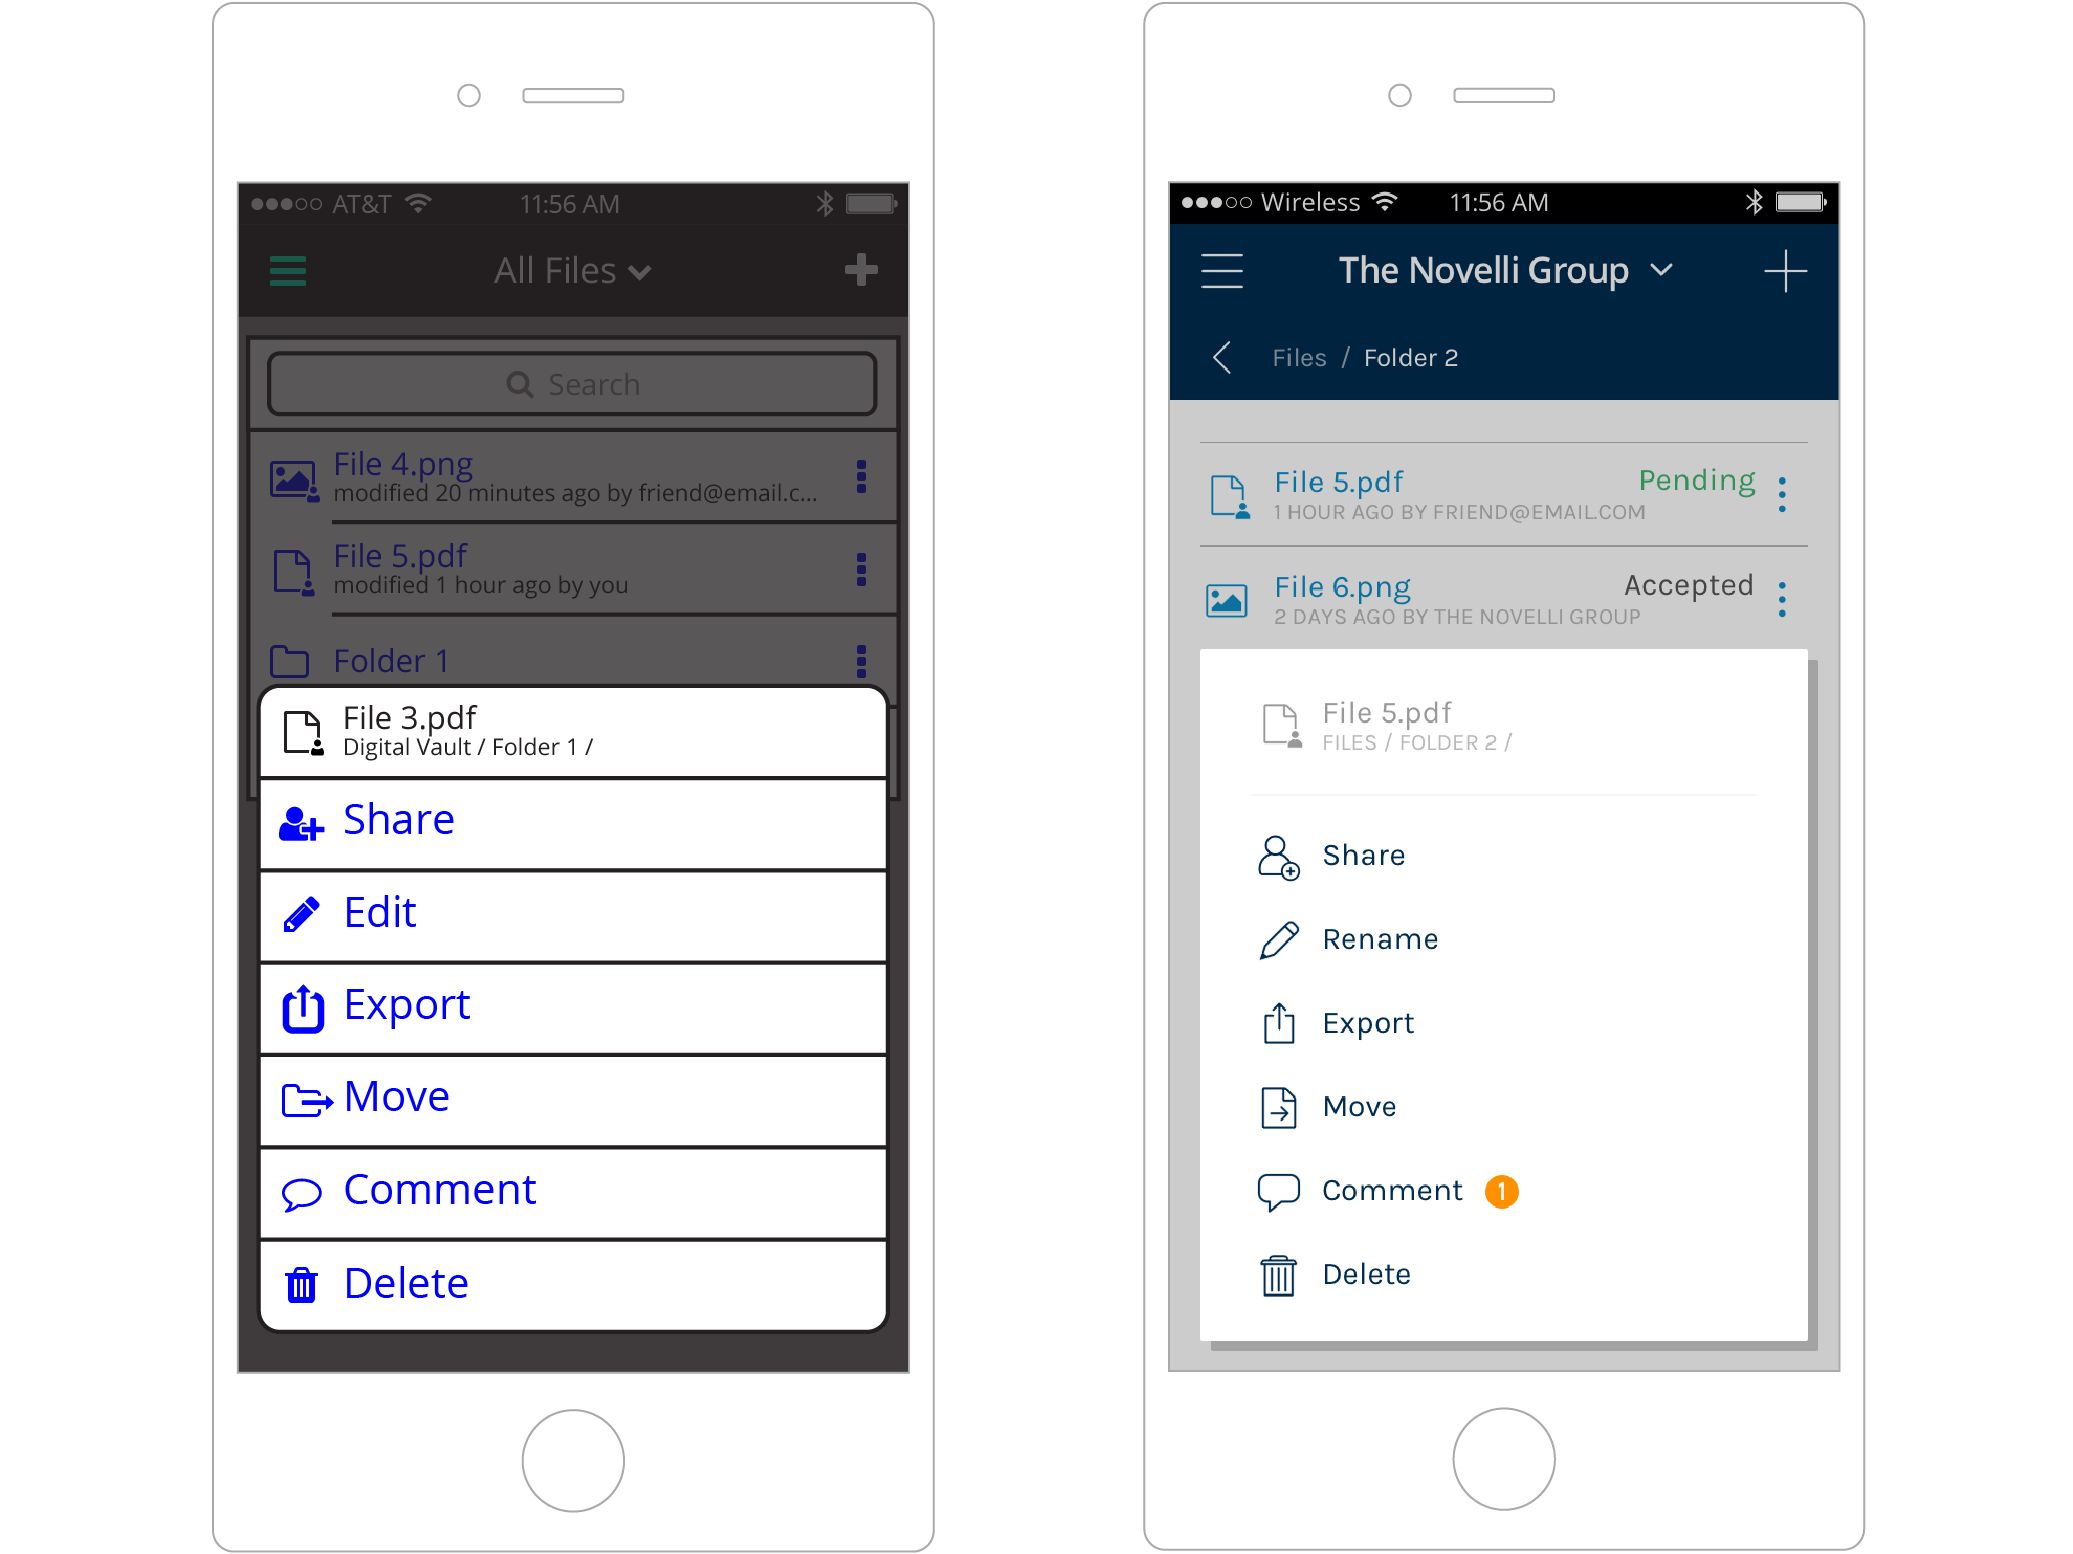 AT&T 11:56 AM
All Files
Search
File 4.png
modified 20 minutes ago by friend@email.c...
File 5.pdf
modified 1 hour ago by you
Folder 1
File 3.pdf
Digital Vault / Folder 1 /
Share
Edit
Export
Move
Comment
Delete
Wireless 11:56 AM
The Novelli Group
Files / Folder 2
File 5.pdf Pending
1 HOUR AGO BY FRIEND@EMAIL.COM
File 6.png Accepted
2 DAYS AGO BY THE NOVELLI GROUP
File 5.pdf
FILES / FOLDER 2 /
Share
Rename
Export
Move
Comment 1
Delete